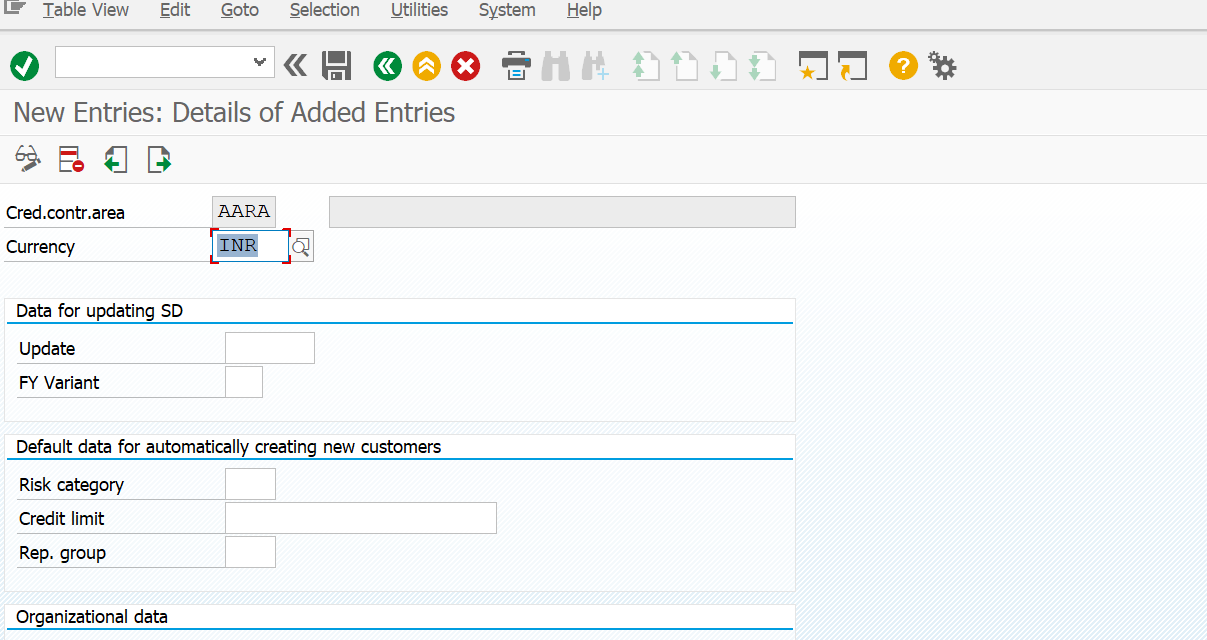 Table View Edit Goto Selection Utilities System Help
New Entries: Details of Added Entries
Cred.contr.area AARA
Currency INR
Data for updating SD
Update
FY Variant
Default data for automatically creating new customers
Risk category
Credit limit
Rep. group
Organizational data